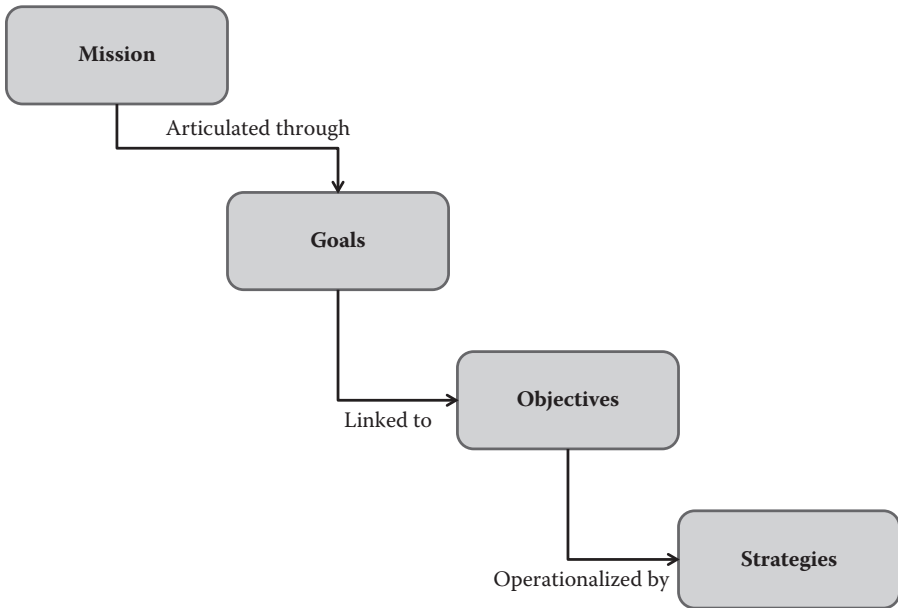 Mission
Articulated through
Goals
Objectives
Linked to
Strategies
Operationalized by